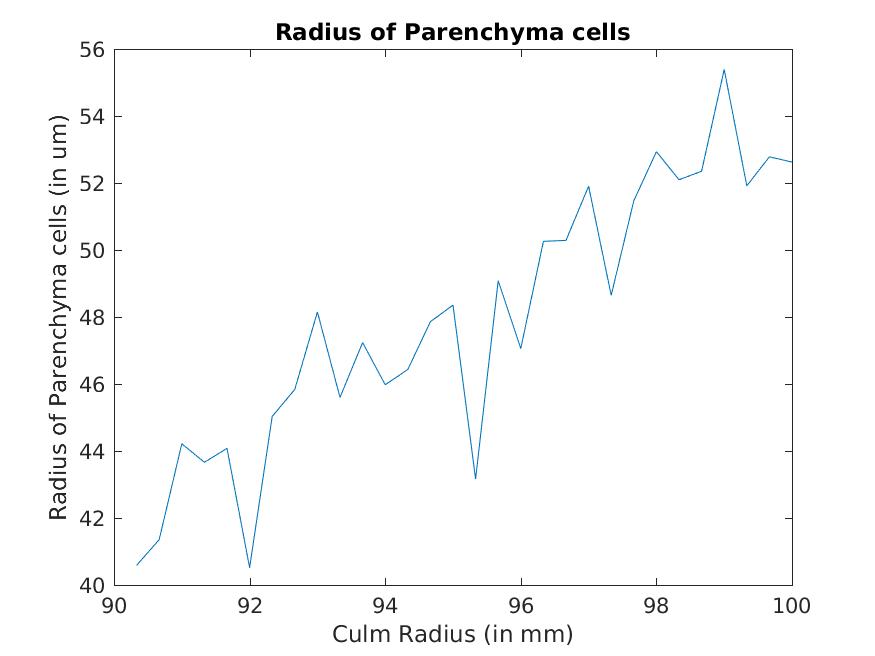 Radius of Parenchyma cells
56
54
52
50
48
46
44
42
40
Radius of Parenchyma cells (in um)
90 92 94 96 98 100
Culm Radius (in mm)